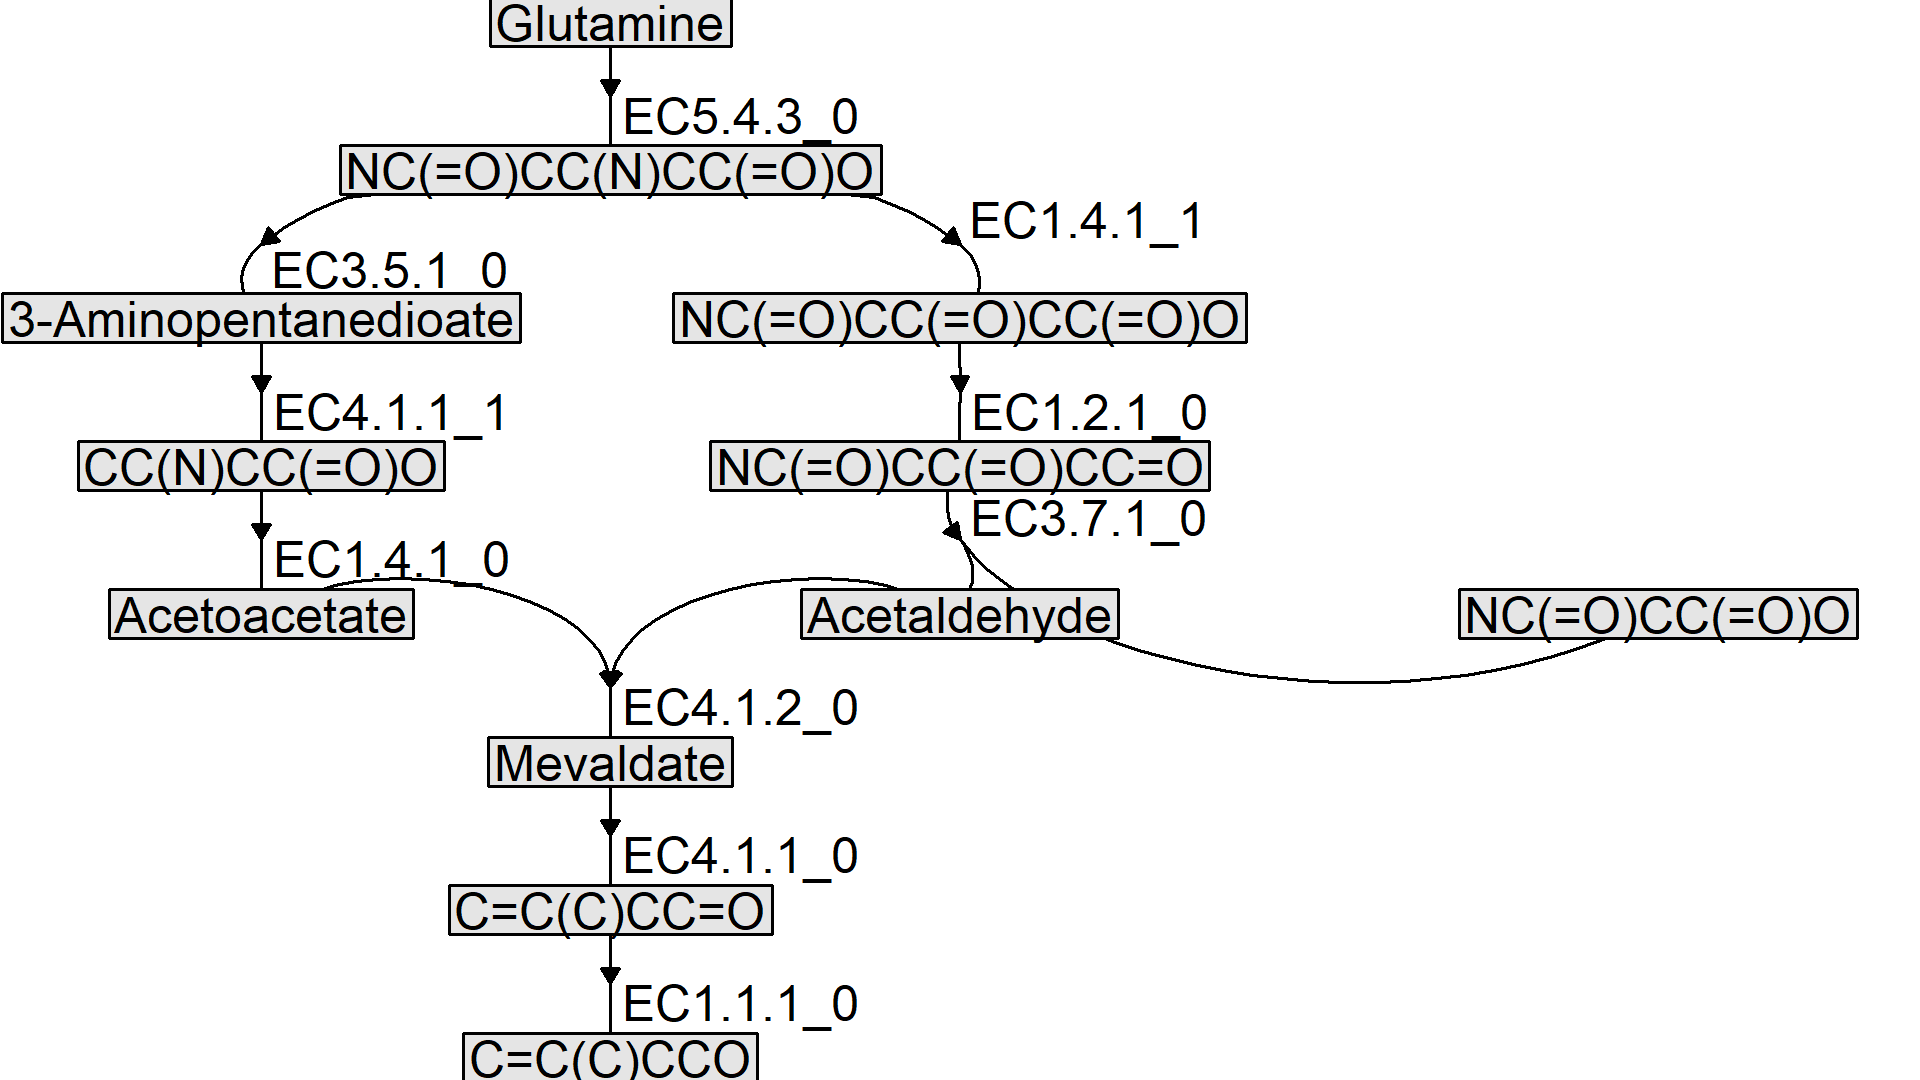 Glutamine
EC5.4.3_0
NC(=O)CC(N)CC(=O)O
EC1.4.1_1
EC3.5.1_0
3-Aminopentanedioate
NC(=O)CC(=O)CC(=O)O
EC4.1.1_1
EC1.2.1_0
CC(N)CC(=O)O
NC(=O)CC(=O)CC=O
EC3.7.1_0
EC1.4.1_0
Acetoacetate
Acetaldehyde
NC(=O)CC(=O)O
EC4.1.2_0
Mevaldate
EC4.1.1_0
C=C(C)CC=O
EC1.1.1_0
C=C(C)CCO